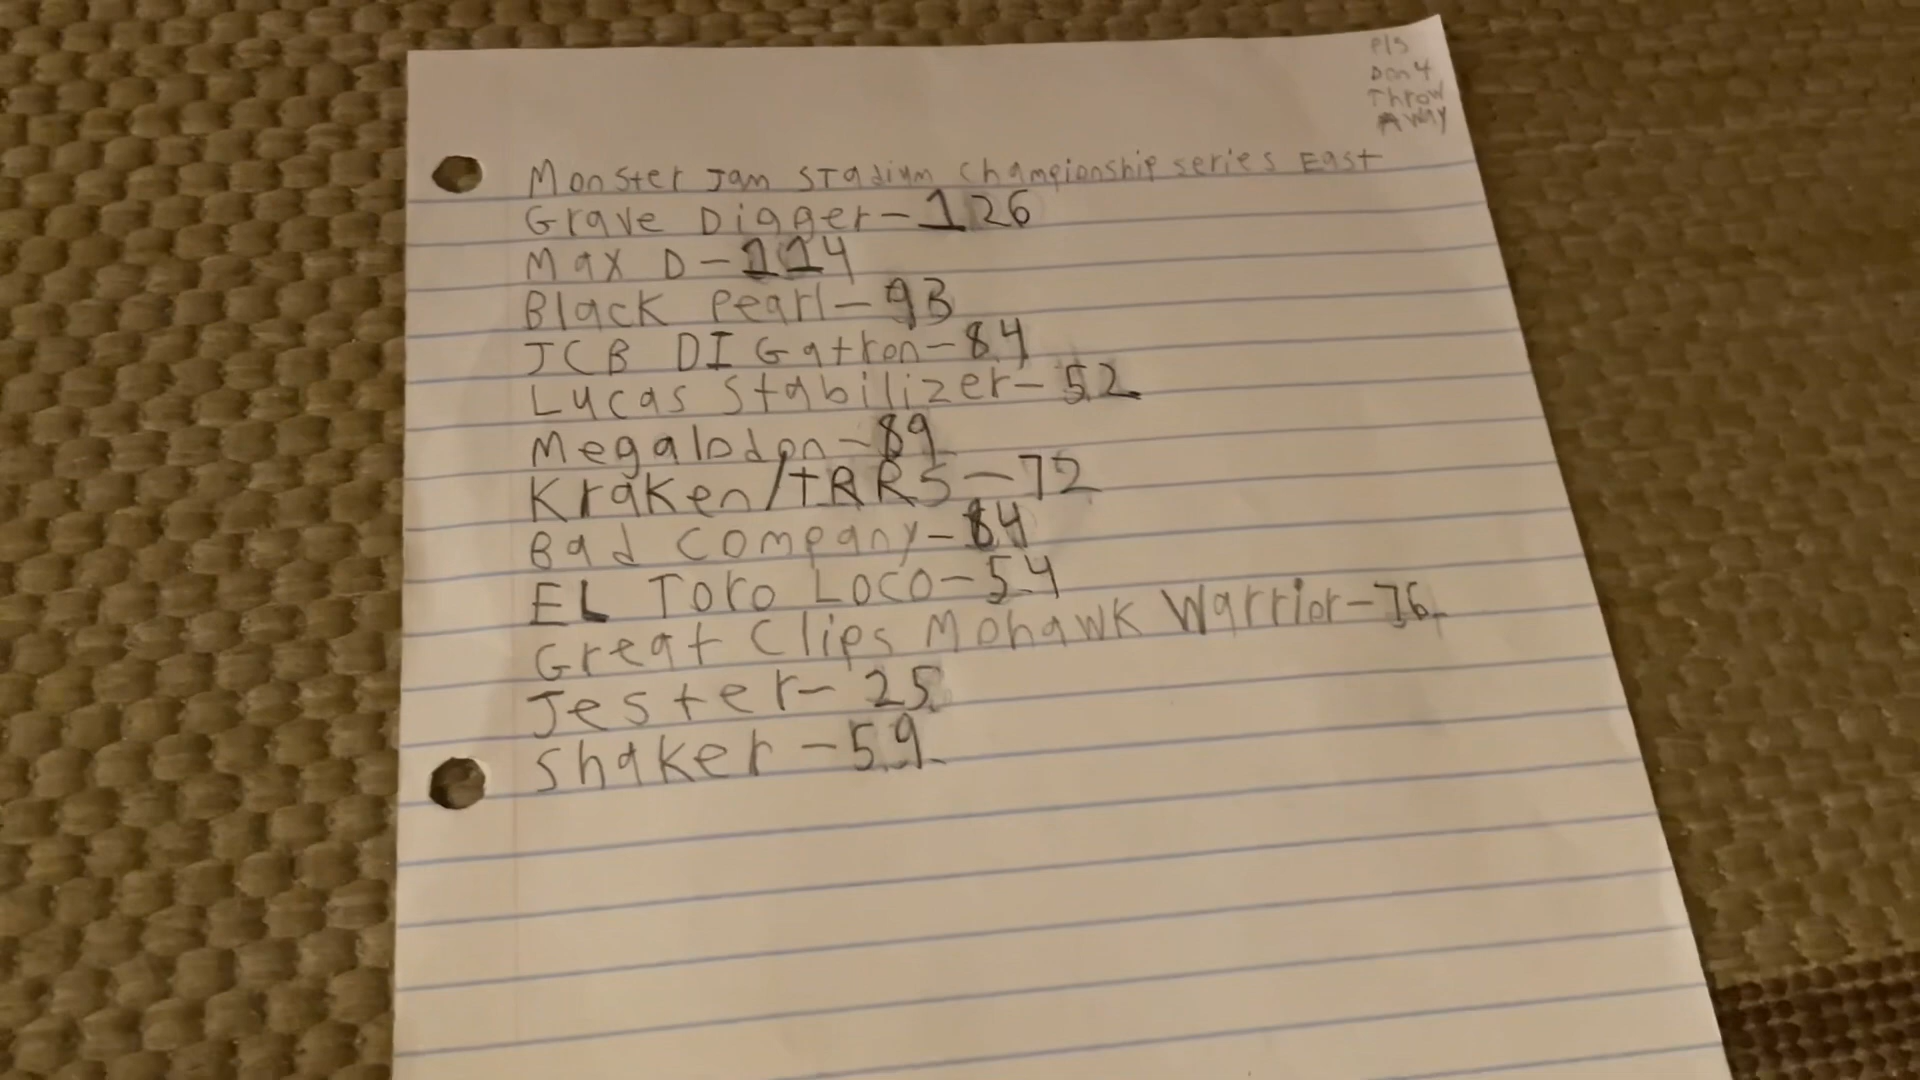 Pls
Don4
Throw
Away
Monster Jam Stadium Championship series East
Grave Digger-126
Max D-114
Black Pearl-93
JCB DIGatron-84
Lucas Stabilizer-52
Megalodon-89
Kraken/TRRS-72
Bad Company-84
EL Toro Loco-54
Great Clips Mohawk Warrior-76
Jester-25
Shaker-59